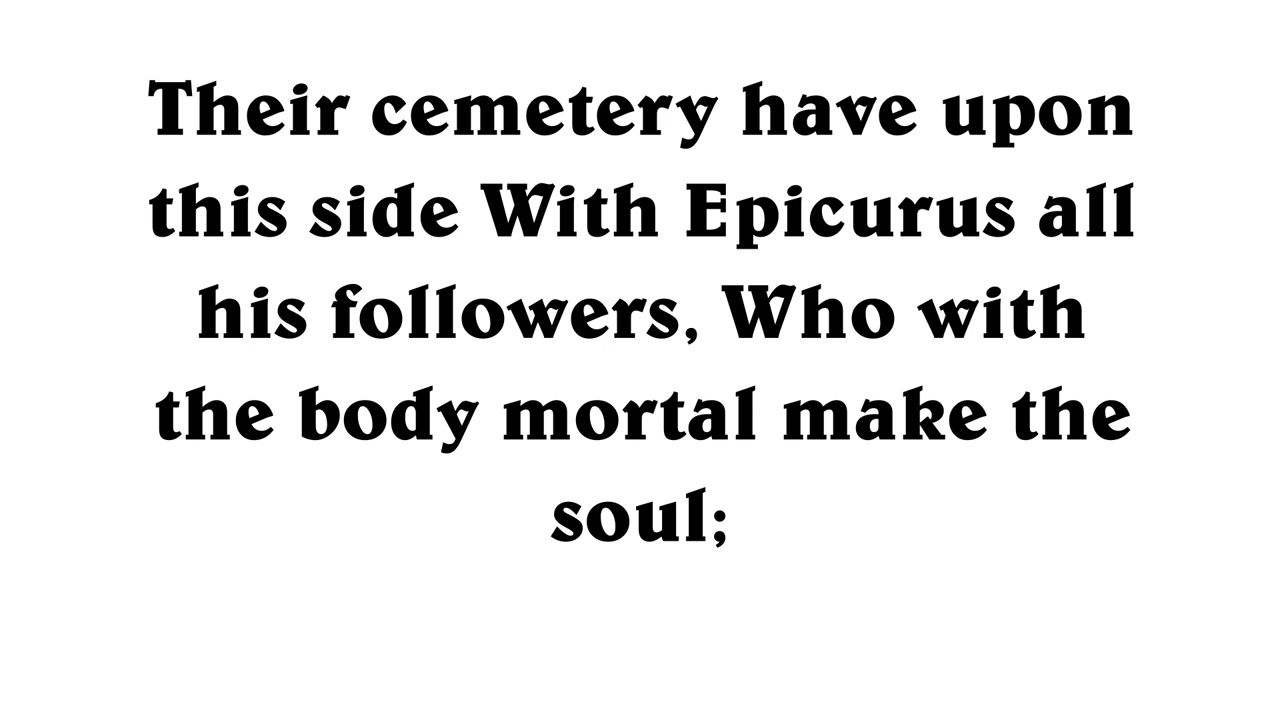 Their cemetery have upon
this side With Epicurus all
his followers, Who with
the body mortal make the
soul;